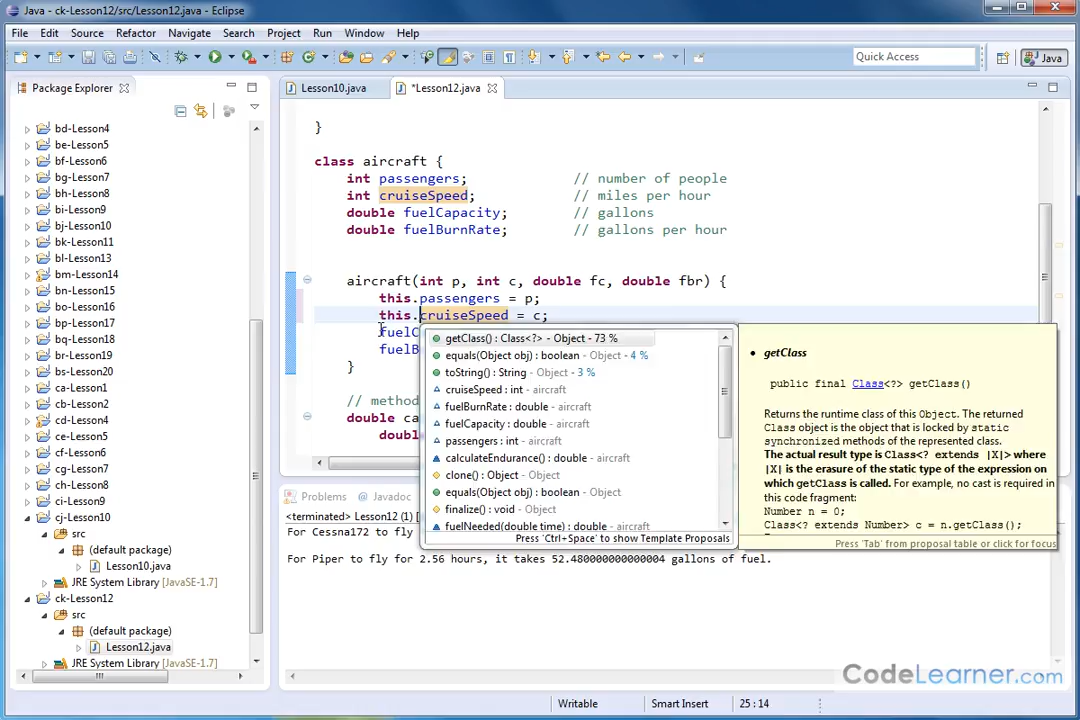 Java - ck-Lesson12/src/Lesson12.java - Eclipse
File Edit Source Refactor Navigate Search Project Run Window Help
Quick Access
Java
Package Explorer
Lesson10.java
*Lesson12.java
bd-Lesson4
be-Lesson5
bf-Lesson6
bg-Lesson7
bh-Lesson8
bi-Lesson9
bj-Lesson10
bk-Lesson11
bl-Lesson13
bm-Lesson14
bn-Lesson15
bo-Lesson16
bp-Lesson17
bq-Lesson18
br-Lesson19
bs-Lesson20
ca-Lesson1
cb-Lesson2
cd-Lesson4
ce-Lesson5
cf-Lesson6
cg-Lesson7
ch-Lesson8
ci-Lesson9
cj-Lesson10
src
(default package)
Lesson10.java
JRE System Library [JavaSE-1.7]
ck-Lesson12
src
(default package)
Lesson12.java
JRE System Library [JavaSE-1.7]
}
class aircraft {
int passengers; // number of people
int cruiseSpeed; // miles per hour
double fuelCapacity; // gallons
double fuelBurnRate; // gallons per hour
aircraft(int p, int c, double fc, double fbr) {
this.passengers = p;
this.cruiseSpeed = c;
fuelC
fuelB
}
// method
double ca
doubl
getClass() : Class<?> - Object - 73 %
equals(Object obj) : boolean - Object - 4 %
toString() : String - Object - 3 %
cruiseSpeed : int - aircraft
fuelBurnRate : double - aircraft
fuelCapacity : double - aircraft
passengers : int - aircraft
calculateEndurance() : double - aircraft
clone() : Object - Object
equals(Object obj) : boolean - Object
finalize() : void - Object
fuelNeeded(double time) : double - aircraft
Press 'Ctrl+Space' to show Template Proposals
getClass
public final Class<?> getClass()
Returns the runtime class of this Object. The returned
Class object is the object that is locked by static
synchronized methods of the represented class.
The actual result type is Class<? extends |X|> where
|X| is the erasure of the static type of the expression on
which getClass is called. For example, no cast is required in
this code fragment:
Number n = 0;
Class<? extends Number> c = n.getClass();
Press 'Tab' from proposal table or click for focus
Problems
Javadoc
<terminated> Lesson12 (1)
For Cessna172 to fly
For Piper to fly for 2.56 hours, it takes 52.480000000000004 gallons of fuel.
CodeLearner.com
Writable
Smart Insert
25 : 14